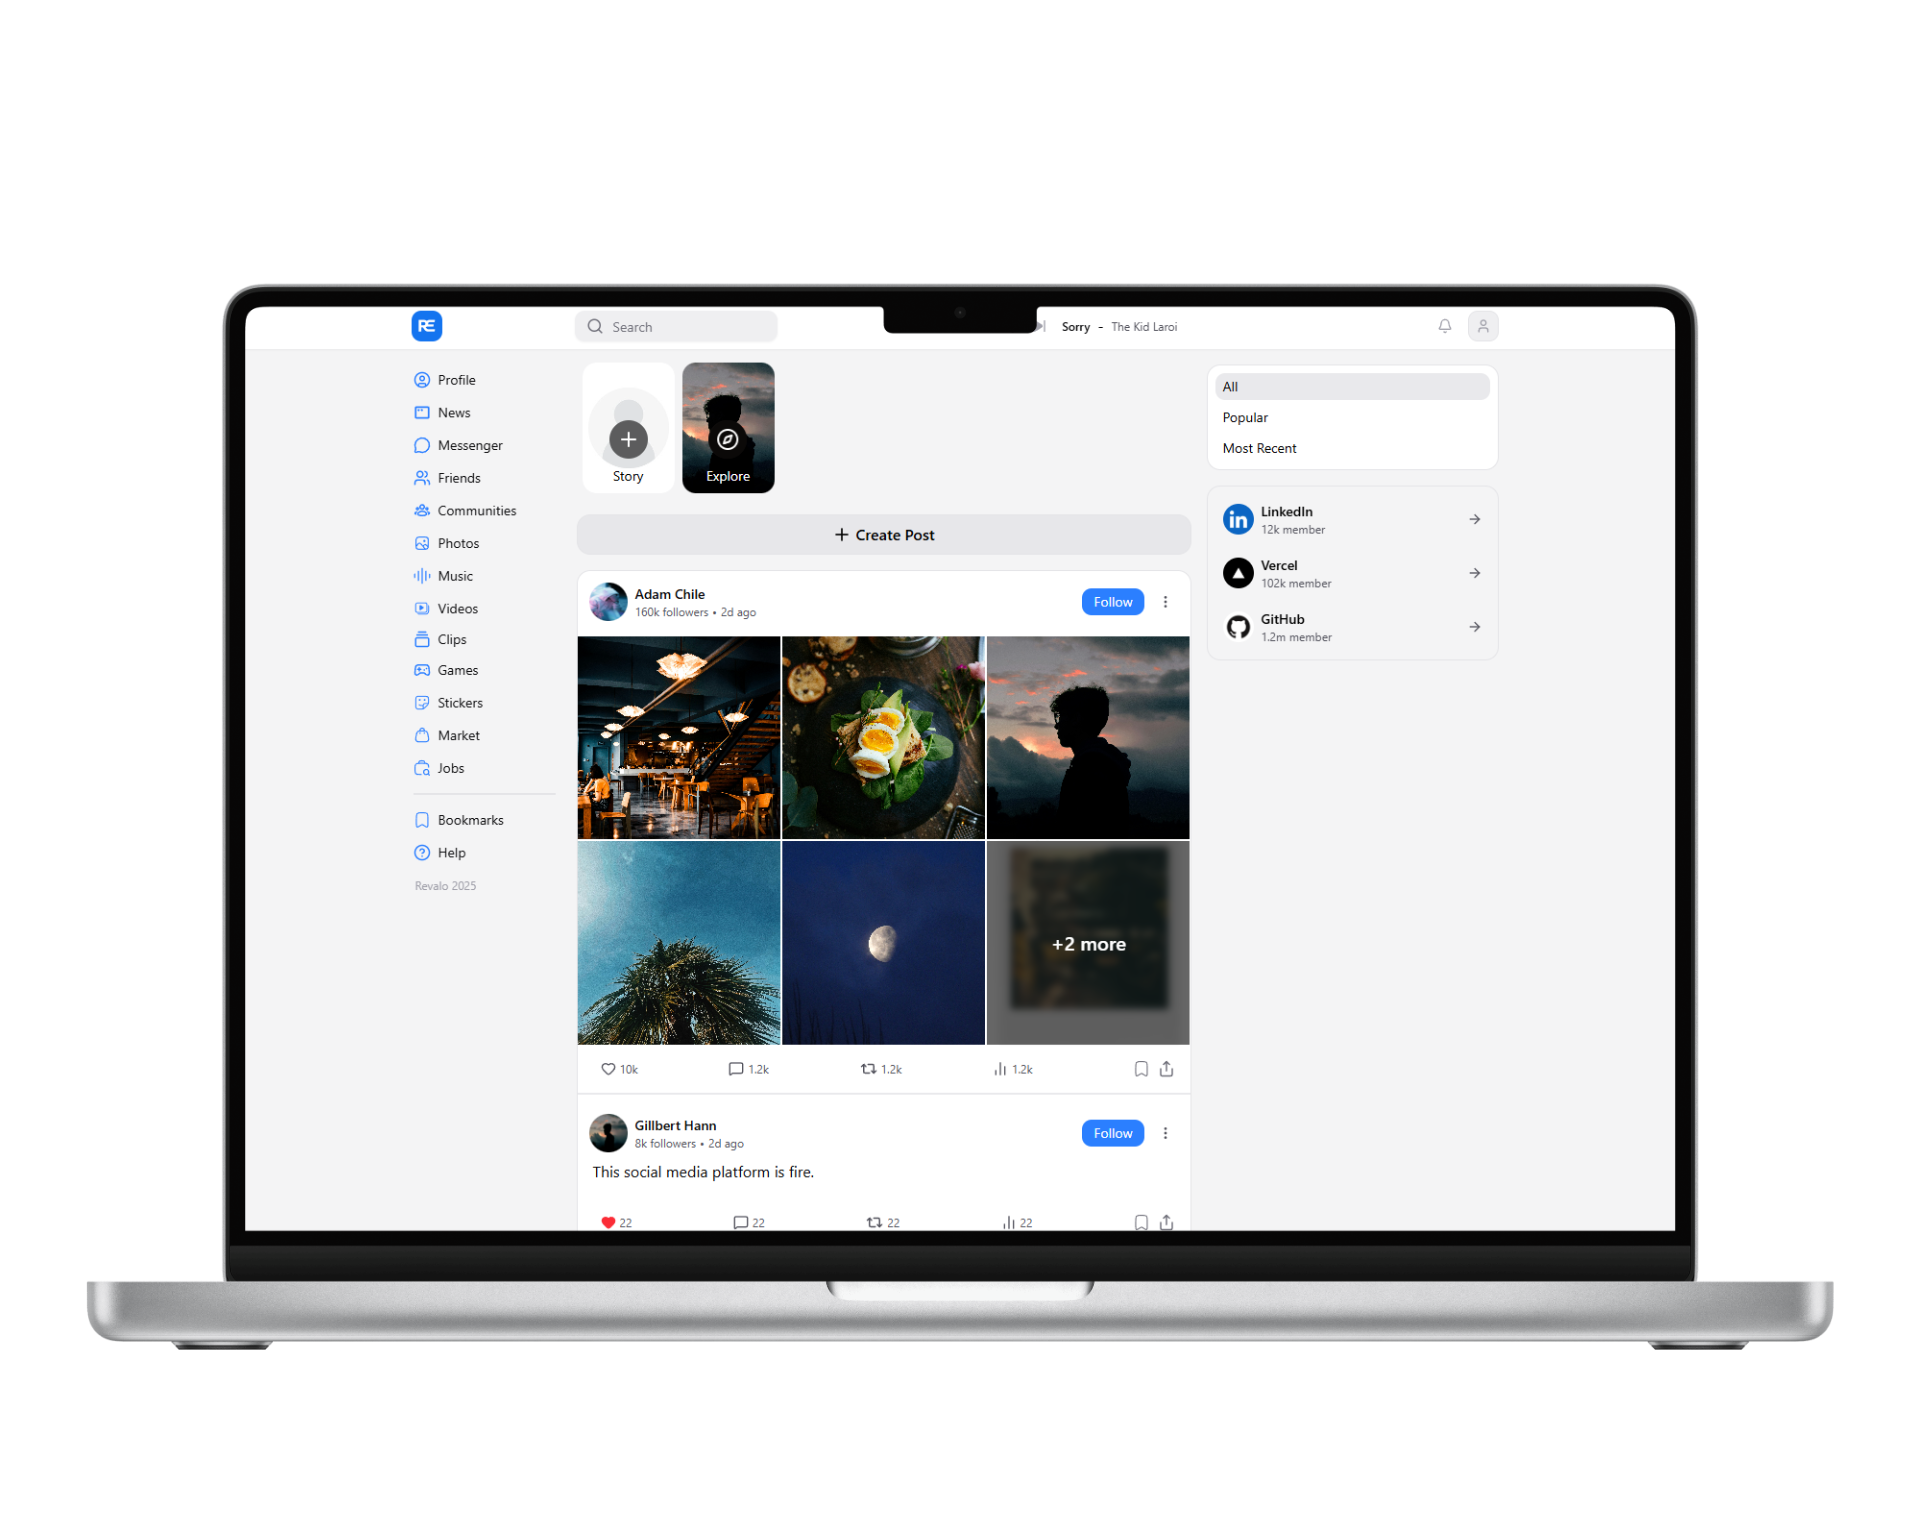 RE
Search
Sorry - The Kid Laroi
Profile
News
Messenger
Friends
Communities
Photos
Music
Videos
Clips
Games
Stickers
Market
Jobs
Bookmarks
Help
Revalo 2025
Story
Explore
+ Create Post
Adam Chile
160k followers • 2d ago
Follow
+2 more
10k
1.2k
1.2k
1.2k
Gillbert Hann
8k followers • 2d ago
Follow
This social media platform is fire.
22
22
22
22
All
Popular
Most Recent
in
LinkedIn
12k member
Vercel
102k member
GitHub
1.2m member